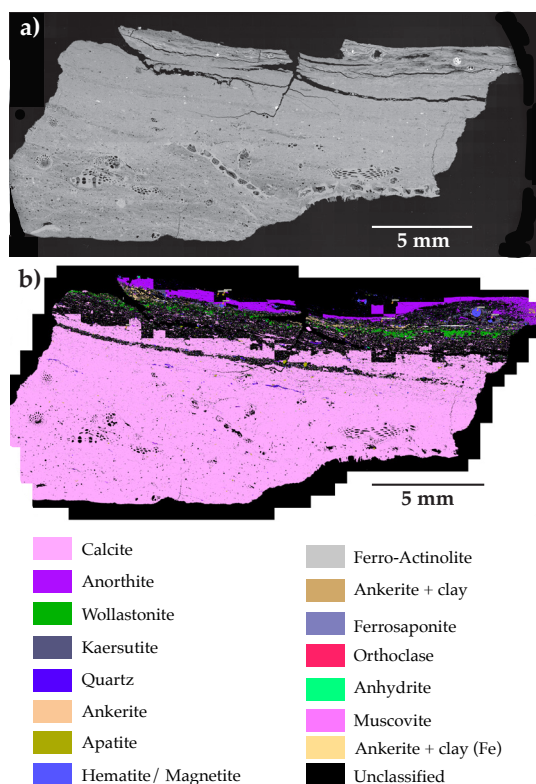 a)
5 mm
b)
5 mm
Calcite
Anorthite
Wollastonite
Kaersutite
Quartz
Ankerite
Apatite
Hematite/ Magnetite
Ferro-Actinolite
Ankerite + clay
Ferrosaponite
Orthoclase
Anhydrite
Muscovite
Ankerite + clay (Fe)
Unclassified